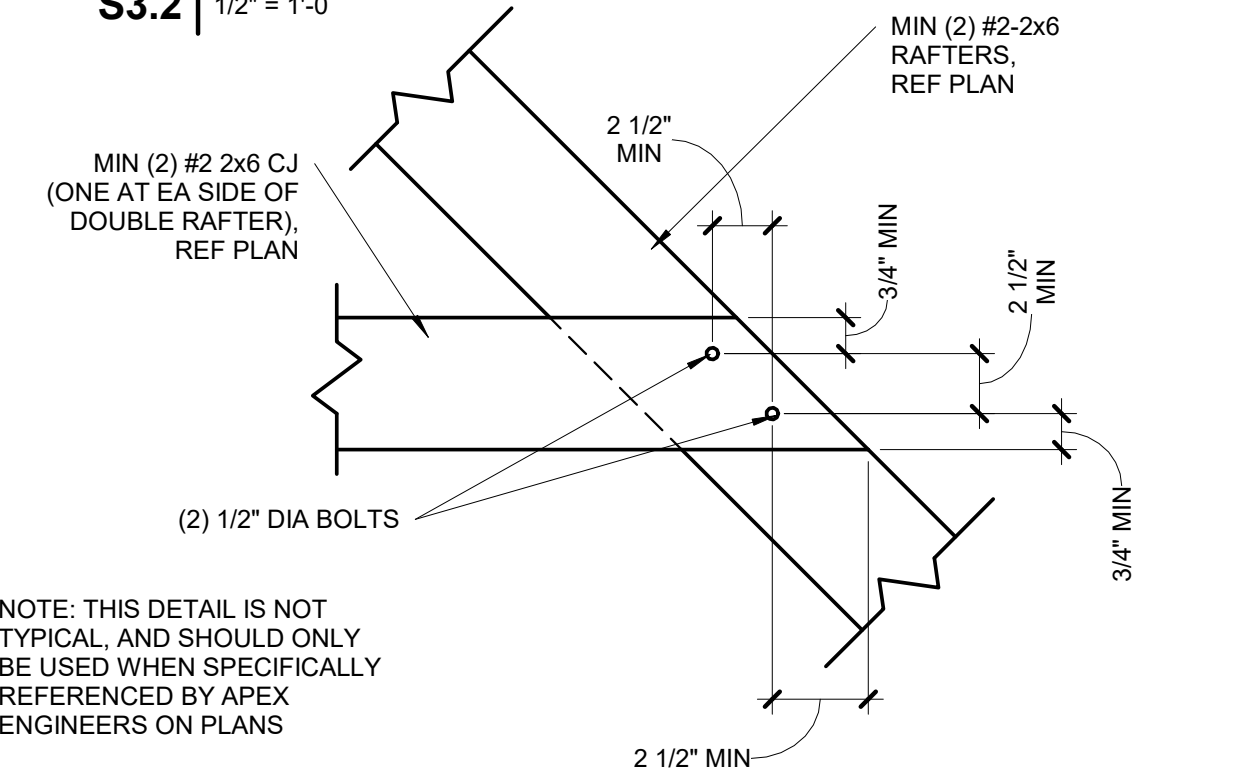 S3.2
1/2" = 1'-0
MIN (2) #2-2x6
RAFTERS,
REF PLAN
2 1/2"
MIN
MIN (2) #2 2x6 CJ
(ONE AT EA SIDE OF
DOUBLE RAFTER),
REF PLAN
3/4" MIN
2 1/2"
MIN
(2) 1/2" DIA BOLTS
3/4" MIN
NOTE: THIS DETAIL IS NOT
TYPICAL, AND SHOULD ONLY
BE USED WHEN SPECIFICALLY
REFERENCED BY APEX
ENGINEERS ON PLANS
2 1/2" MIN